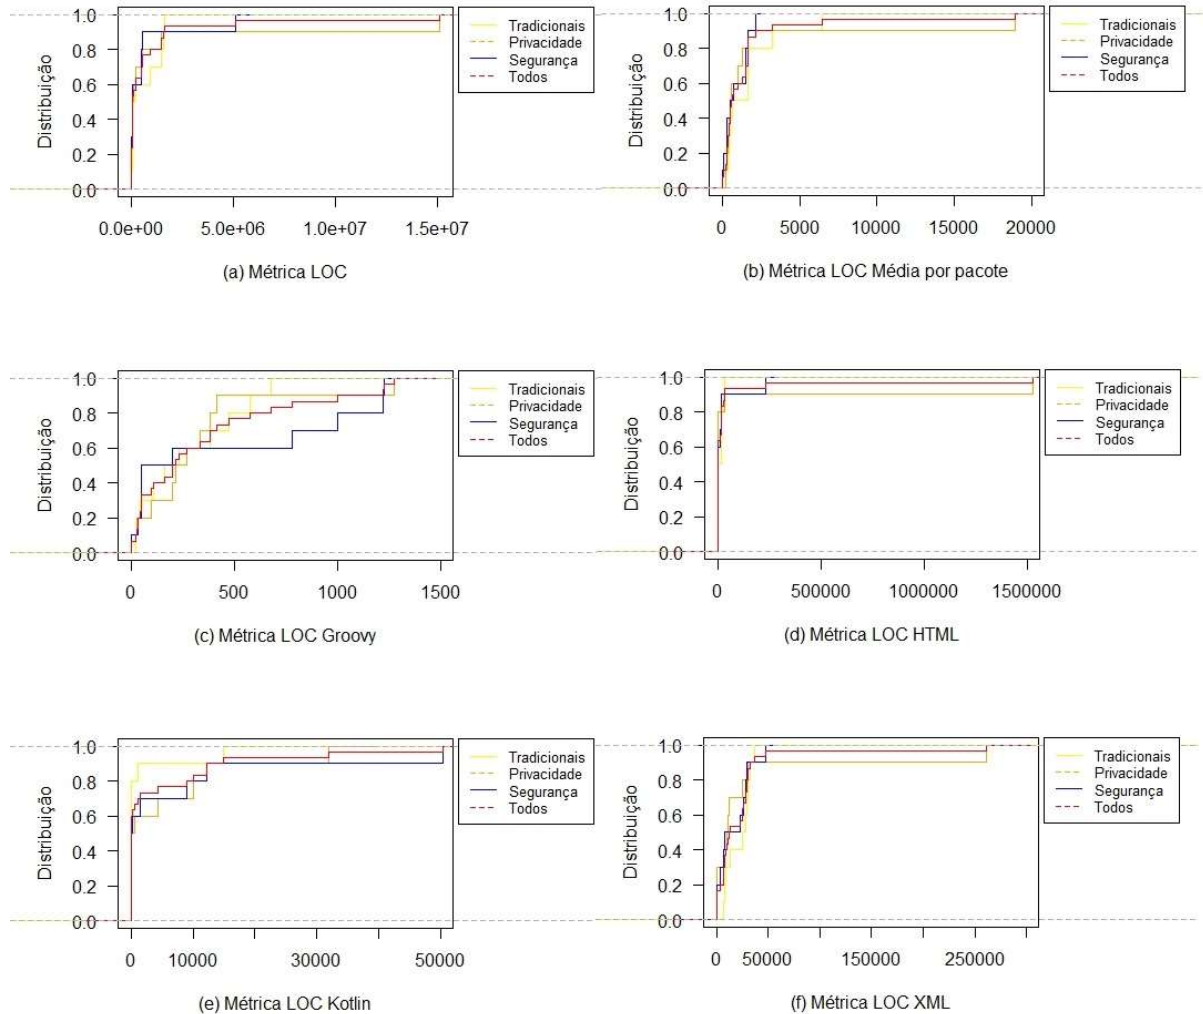 Distribuição
1.0
0.8
0.6
0.4
0.2
0.0
0.0e+00 5.0e+06 1.0e+07 1.5e+07
Tradicionais
Privacidade
Segurança
Todos
(a) Métrica LOC
Distribuição
1.0
0.8
0.6
0.4
0.2
0.0
0 5000 10000 15000 20000
Tradicionais
Privacidade
Segurança
Todos
(b) Métrica LOC Média por pacote
Distribuição
1.0
0.8
0.6
0.4
0.2
0.0
0 500 1000 1500
Tradicionais
Privacidade
Segurança
Todos
(c) Métrica LOC Groovy
Distribuição
1.0
0.8
0.6
0.4
0.2
0.0
0 500000 1000000 1500000
Tradicionais
Privacidade
Segurança
Todos
(d) Métrica LOC HTML
Distribuição
1.0
0.8
0.6
0.4
0.2
0.0
0 10000 30000 50000
Tradicionais
Privacidade
Segurança
Todos
(e) Métrica LOC Kotlin
Distribuição
1.0
0.8
0.6
0.4
0.2
0.0
0 50000 150000 250000
Tradicionais
Privacidade
Segurança
Todos
(f) Métrica LOC XML